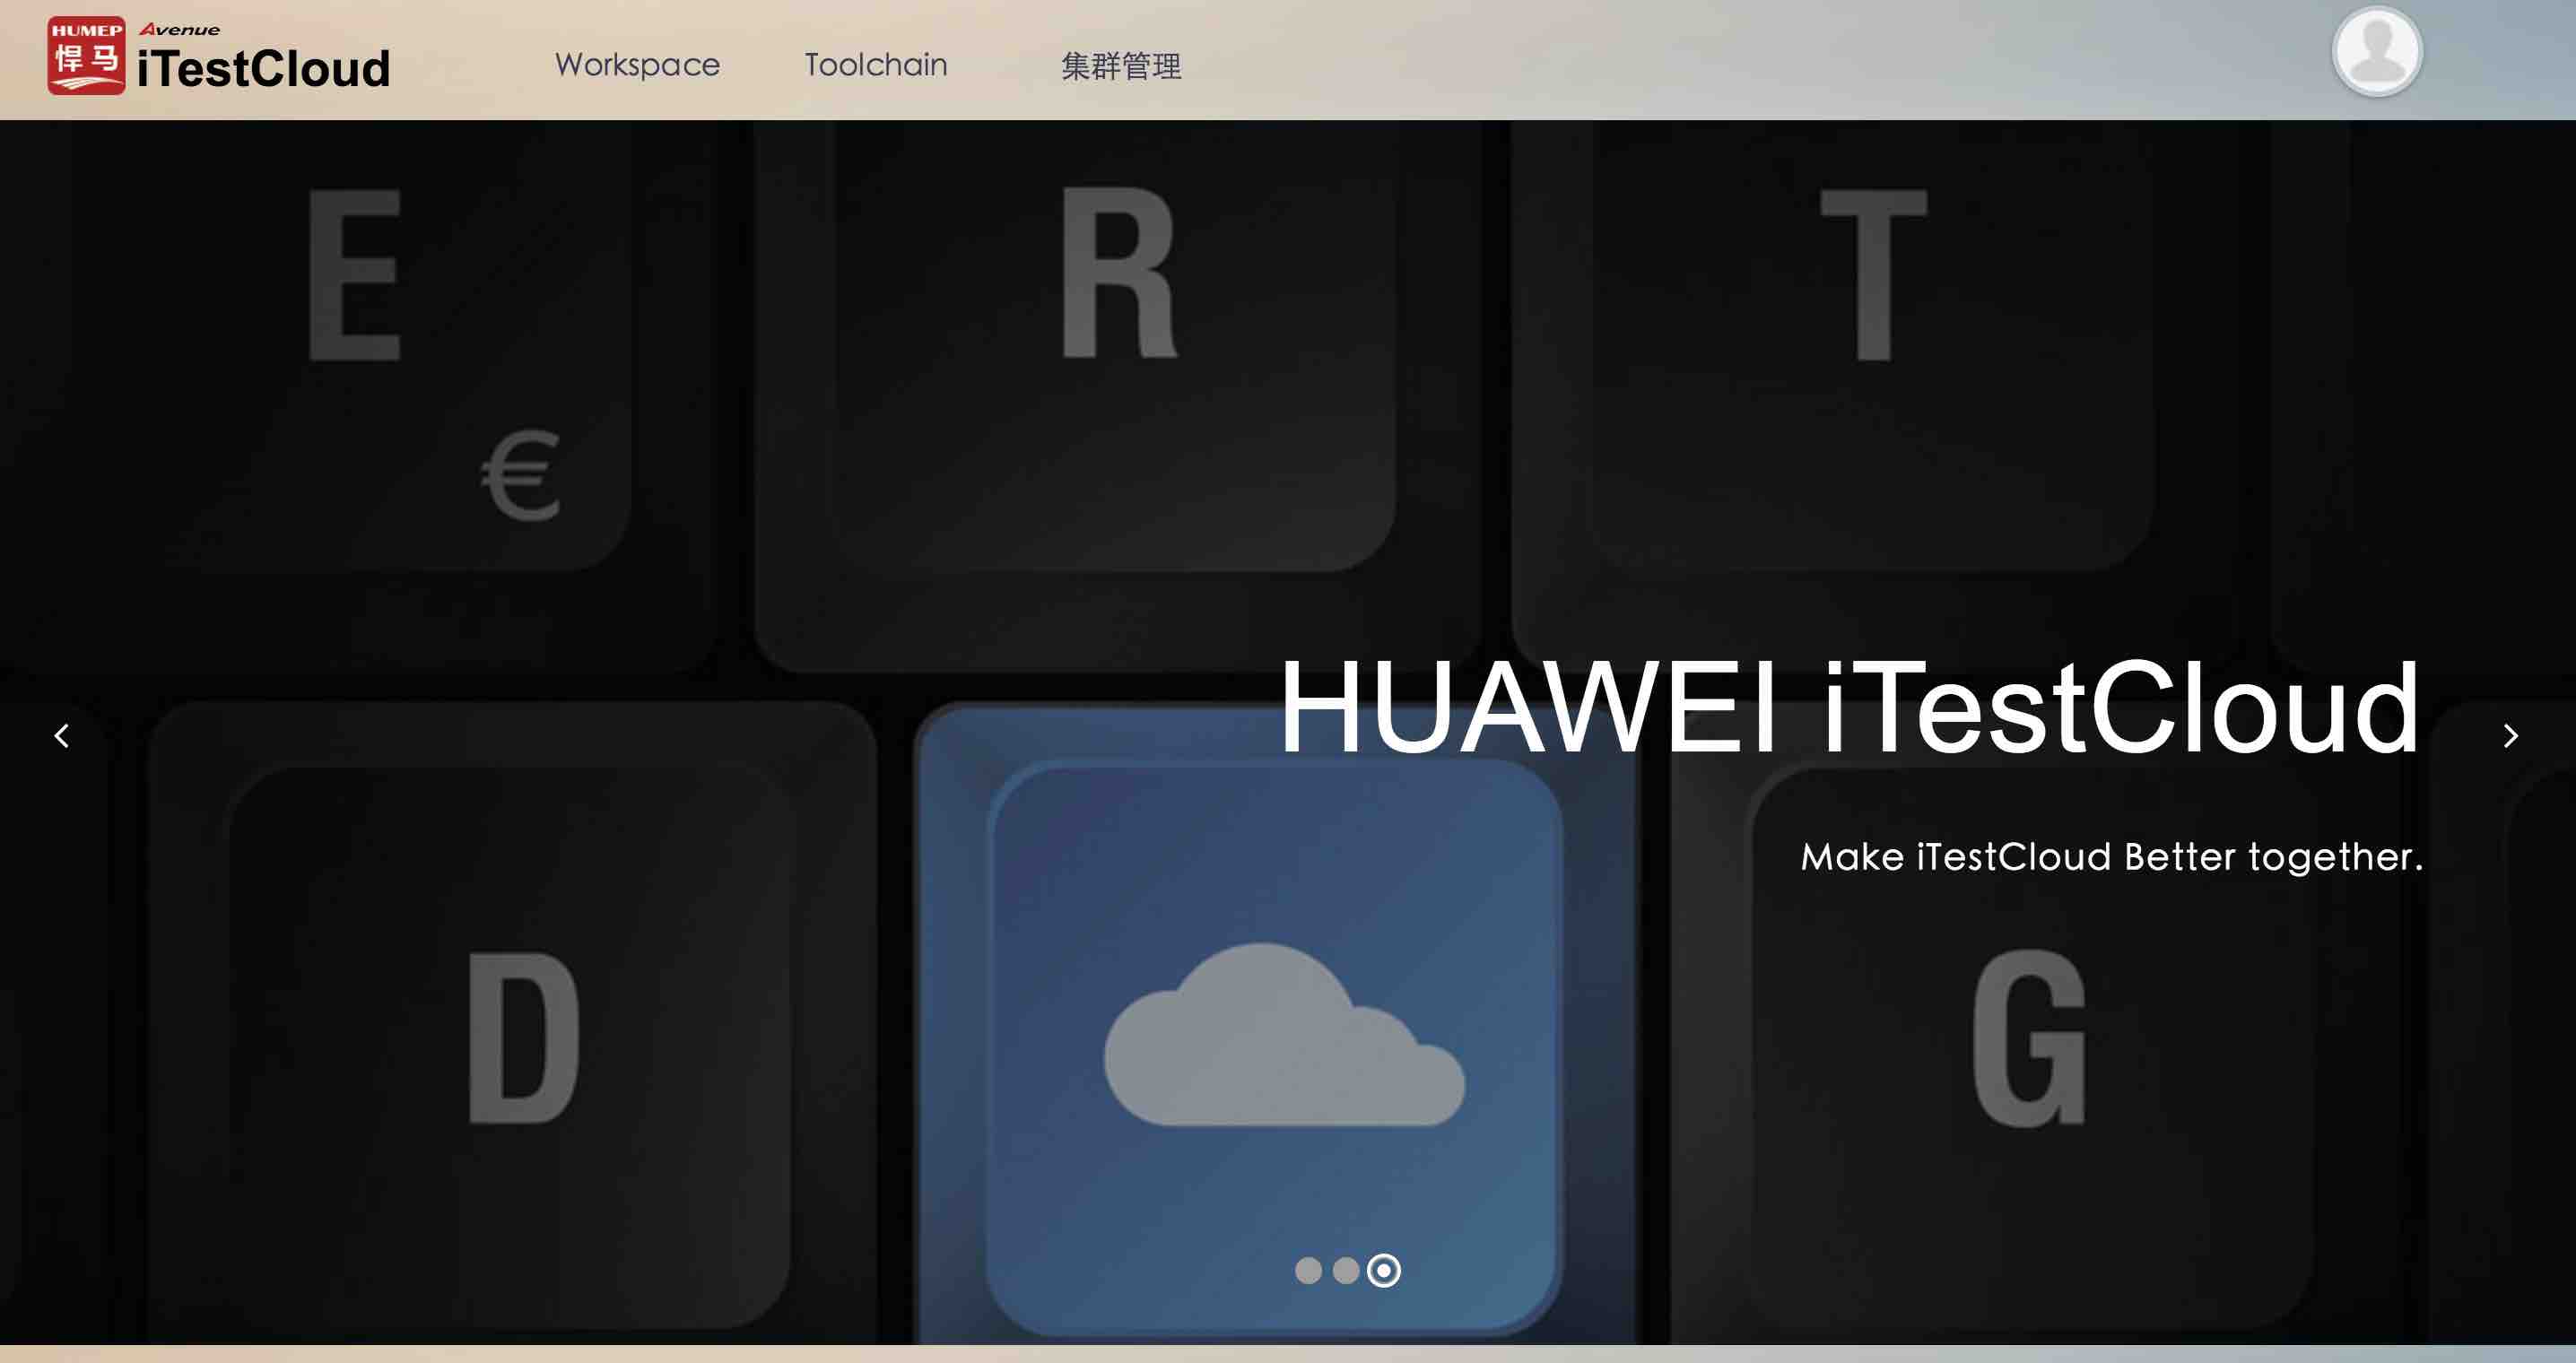 HUMEP
悍马
Avenue
iTestCloud
Workspace
Toolchain
集群管理
E
R
T
€
HUAWEI iTestCloud
Make iTestCloud Better together.
D
G